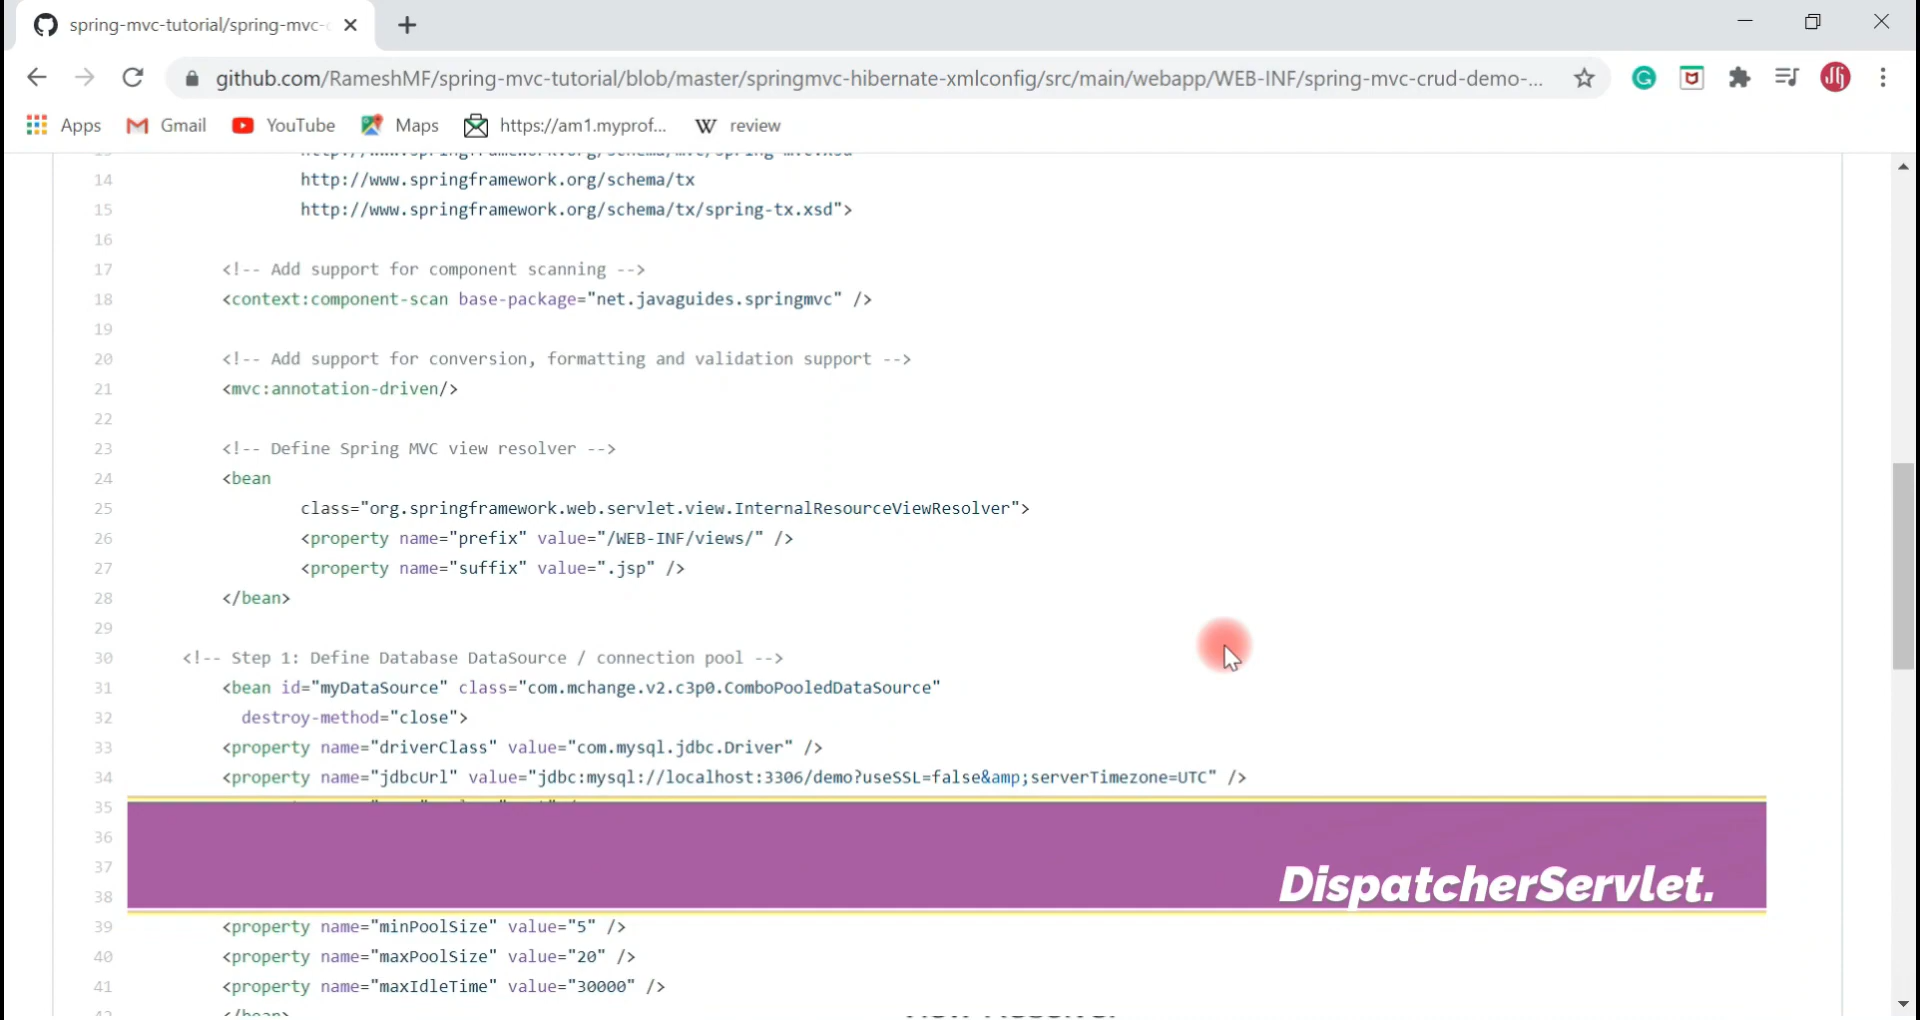 spring-mvc-tutorial/spring-mvc-
github.com/RameshMF/spring-mvc-tutorial/blob/master/springmvc-hibernate-xmlconfig/src/main/webapp/WEB-INF/spring-mvc-crud-demo-...
Apps Gmail YouTube Maps https://am1.myprof... W review
14 http://www.springframework.org/schema/tx
15 http://www.springframework.org/schema/tx/spring-tx.xsd">
16
17 <!-- Add support for component scanning -->
18 <context:component-scan base-package="net.javaguides.springmvc" />
19
20 <!-- Add support for conversion, formatting and validation support -->
21 <mvc:annotation-driven/>
22
23 <!-- Define Spring MVC view resolver -->
24 <bean
25 class="org.springframework.web.servlet.view.InternalResourceViewResolver">
26 <property name="prefix" value="/WEB-INF/views/" />
27 <property name="suffix" value=".jsp" />
28 </bean>
29
30 <!-- Step 1: Define Database DataSource / connection pool -->
31 <bean id="myDataSource" class="com.mchange.v2.c3p0.ComboPooledDataSource"
32 destroy-method="close">
33 <property name="driverClass" value="com.mysql.jdbc.Driver" />
34 <property name="jdbcUrl" value="jdbc:mysql://localhost:3306/demo?useSSL=false&amp;serverTimezone=UTC" />
35
36
37
38
DispatcherServlet.
39 <property name="minPoolSize" value="5" />
40 <property name="maxPoolSize" value="20" />
41 <property name="maxIdleTime" value="30000" />